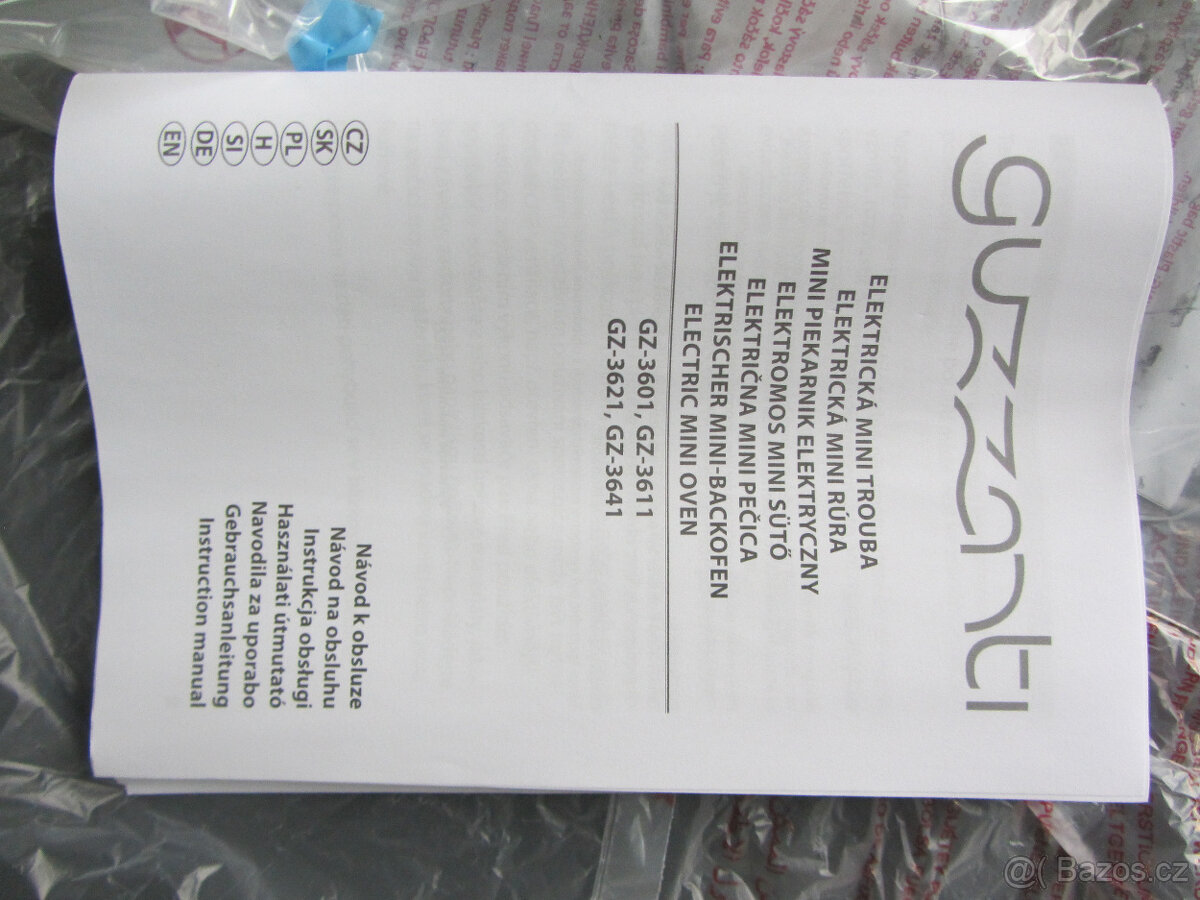 guzzanti
ELEKTRICKÁ MINI TROUBA
ELEKTRICKÁ MINI RÚRA
MINI PIEKARNIK ELEKTRYCZNY
ELEKTROMOS MINI SÜTŐ
ELEKTRIČNA MINI PEČICA
ELEKTRISCHER MINI-BACKOFEN
ELECTRIC MINI OVEN
GZ-3601, GZ-3611
GZ-3621, GZ-3641
CZ
SK
PL
H
SI
DE
EN
Návod k obsluze
Návod na obsluhu
Instrukcja obsługi
Használati útmutató
Navodila za uporabo
Gebrauchsanleitung
Instruction manual
@( Bazos.cz